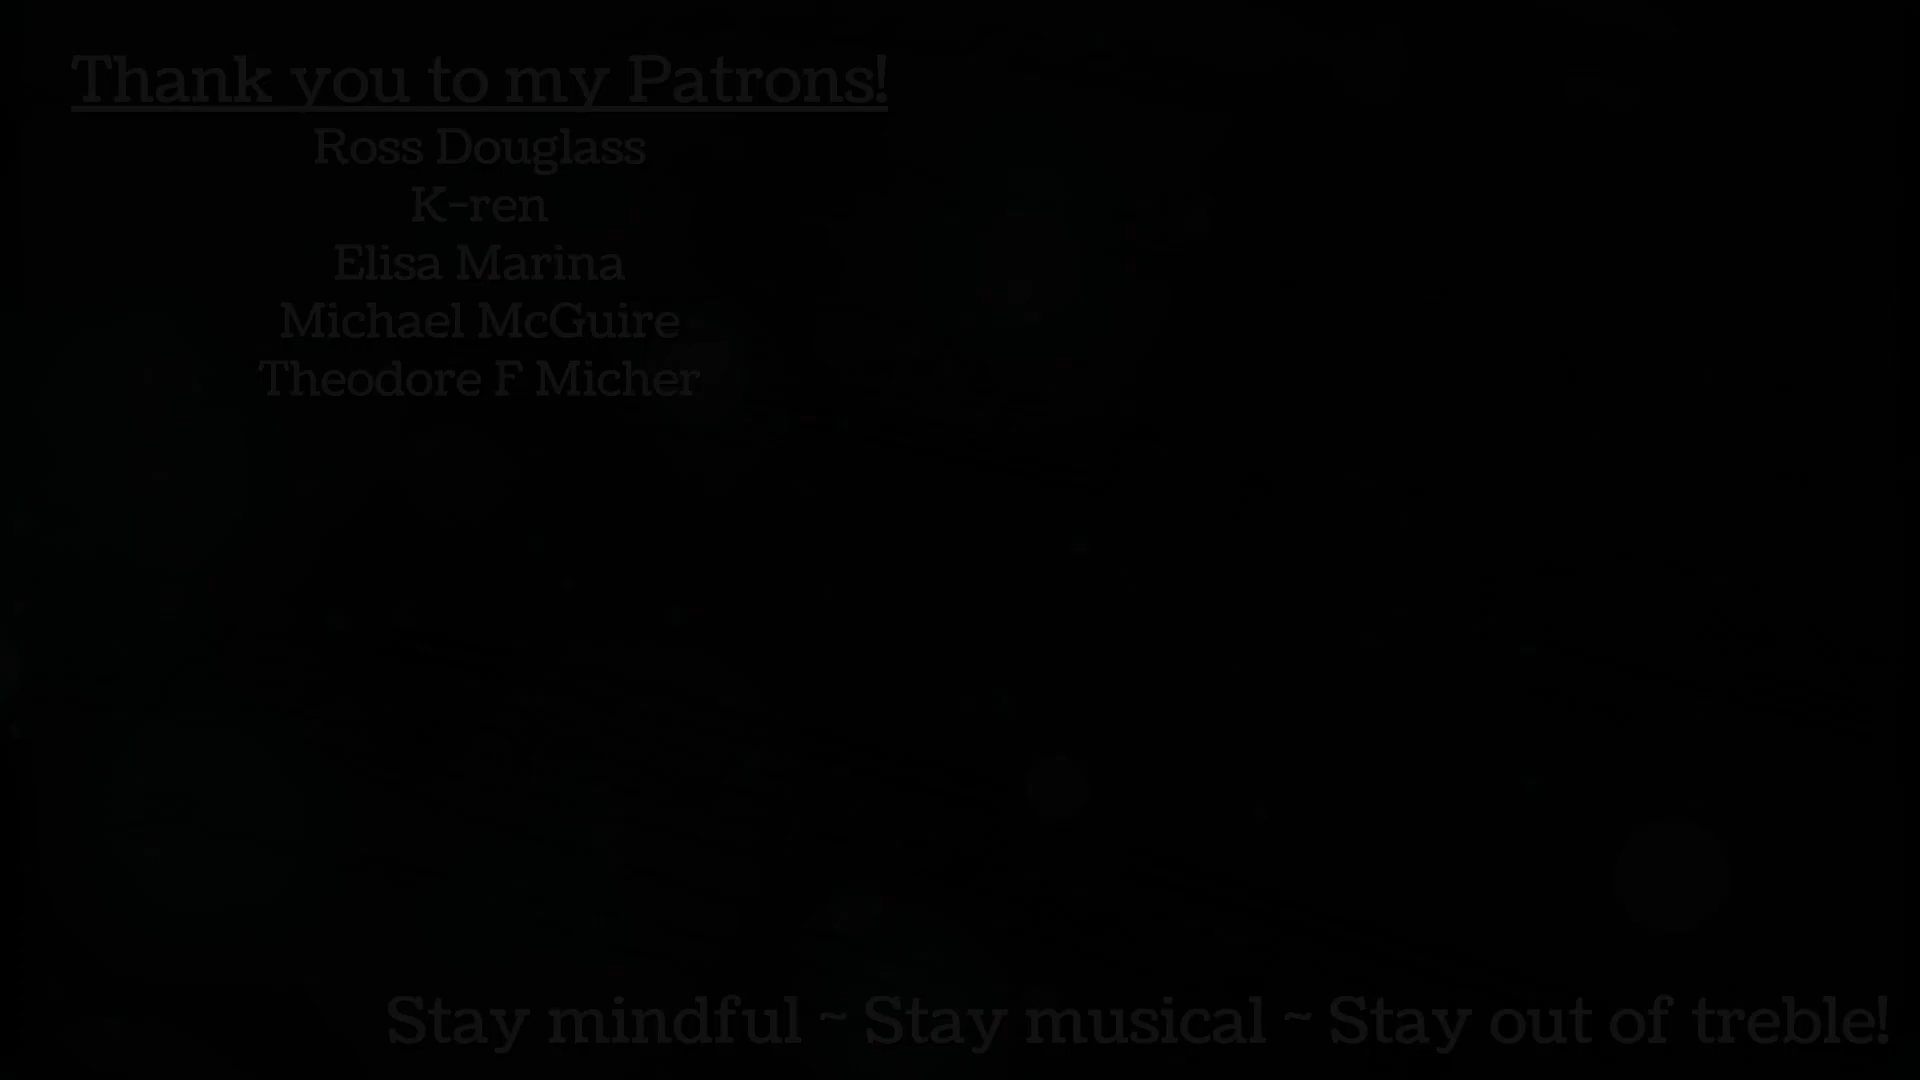 Thank you to my Patrons!
Ross Douglass
K-ren
Elisa Marina
Michael McGuire
Theodore F Micher
Stay mindful ~ Stay musical ~ Stay out of treble!